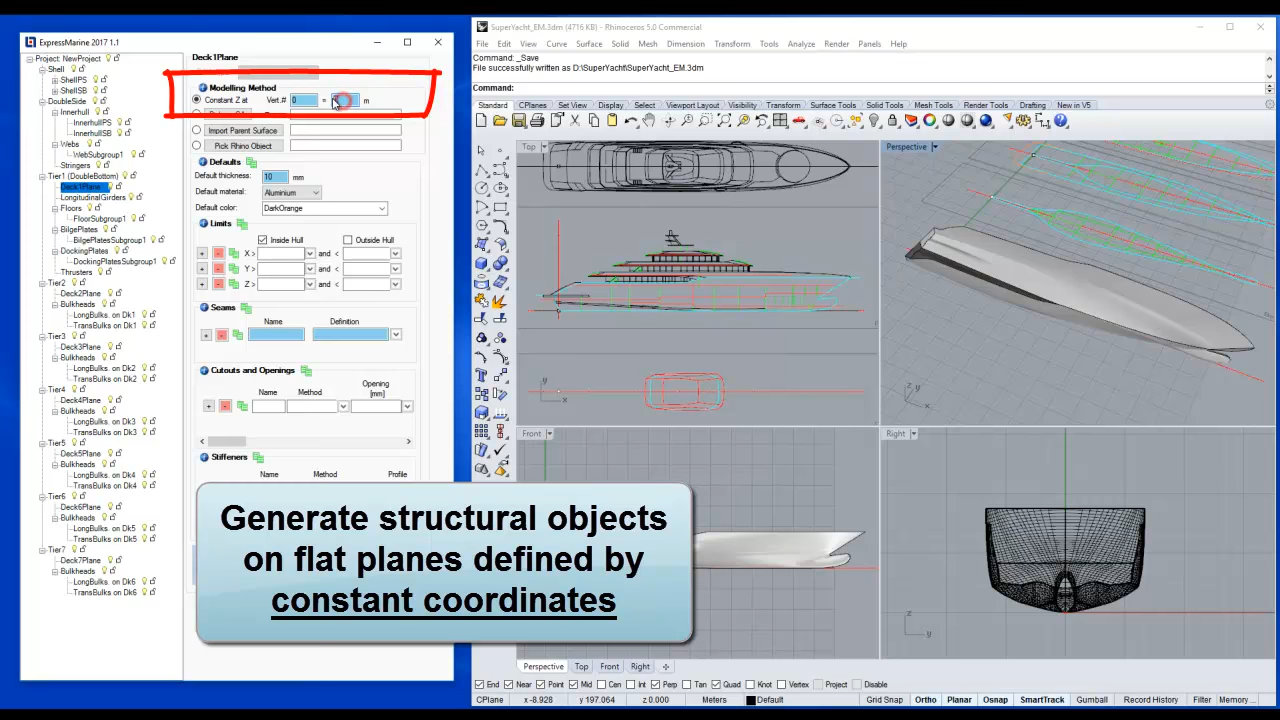 ExpressMarine 2017 1.1
Project: NewProject
Shell
ShellPS
ShellSB
DoubleSide
Innerhull
InnerhullPS
InnerhullSB
Webs
WebSubgroup1
Stringers
Tier1 (DoubleBottom)
Deck1Plane
LongitudinalGirders
Floors
FloorSubgroup1
BilgePlates
BilgePlatesSubgroup1
DockingPlates
DockingPlatesSubgroup1
Thrusters
Tier2
Deck2Plane
Bulkheads
LongBulks on Dk1
TransBulks on Dk1
Tier3
Deck3Plane
Bulkheads
LongBulks. on Dk2
TransBulks on Dk2
Tier4
Deck4Plane
Bulkheads
LongBulks. on Dk3
TransBulks on Dk3
Tier5
Deck5Plane
Bulkheads
LongBulks. on Dk4
TransBulks on Dk4
Tier6
Deck6Plane
Bulkheads
LongBulks on Dk5
TransBulks on Dk5
Tier7
Deck7Plane
Bulkheads
LongBulks on Dk6
TransBulks on Dk6
Deck1Plane
Modelling Method
Constant Z at Vert.# 0 = m
Import Parent Surface
Pick Rhino Object
Defaults
Default thickness: 10 mm
Default material: Aluminium
Default color: DarkOrange
Limits
Inside Hull Outside Hull
+ - X > and <
+ - Y > and <
+ - Z > and <
Seams
Name Definition
+ -
Cutouts and Openings
Name Method Opening [mm]
+ -
Stiffeners
Name Method Profile
Generate structural objects
on flat planes defined by
constant coordinates
SuperYacht_EM.3dm (4716 KB) - Rhinoceros 5.0 Commercial
File Edit View Curve Surface Solid Mesh Dimension Transform Tools Analyze Render Panels Help
Command: _Save
File successfully written as D:\SuperYacht\SuperYacht_EM.3dm
Command:
Standard CPlanes Set View Display Select Viewport Layout Visibility Transform Surface Tools Solid Tools Mesh Tools Render Tools Drafting New in V5
Top
Perspective
y
x
z
y
x
Front
Right
z
y
Perspective Top Front Right
End Near Point Mid Cen Int Perp Tan Quad Knot Vertex Project Disable
CPlane x -8.928 y 197.064 z 0.000 Meters Default Grid Snap Ortho Planar Osnap SmartTrack Gumball Record History Filter Memory ...